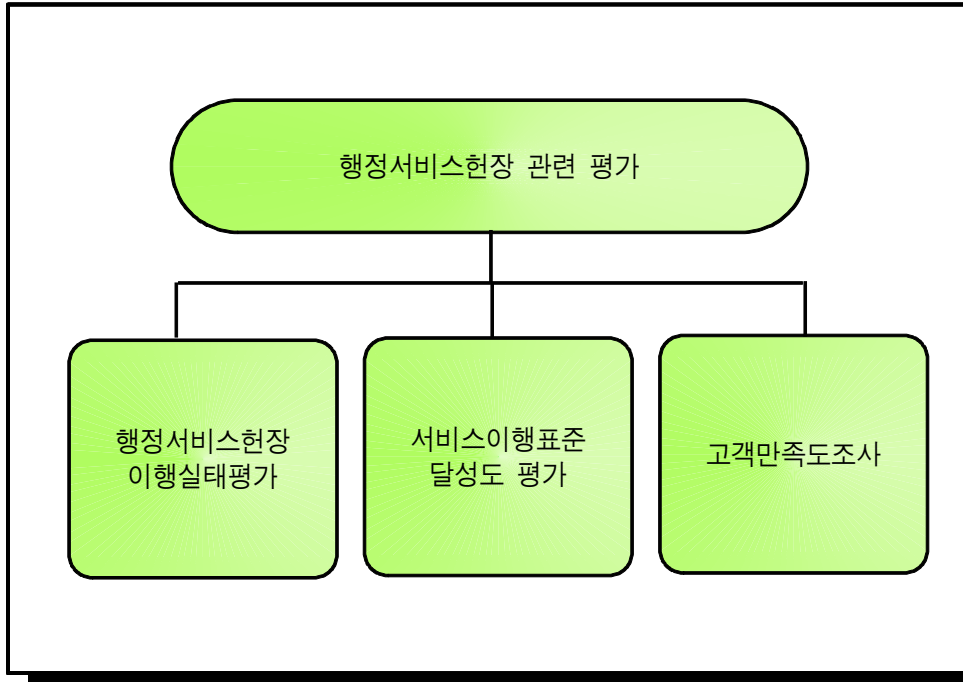 행정서비스헌장 관련 평가
행정서비스헌장
이행실태평가
서비스이행표준
달성도 평가
고객만족도조사